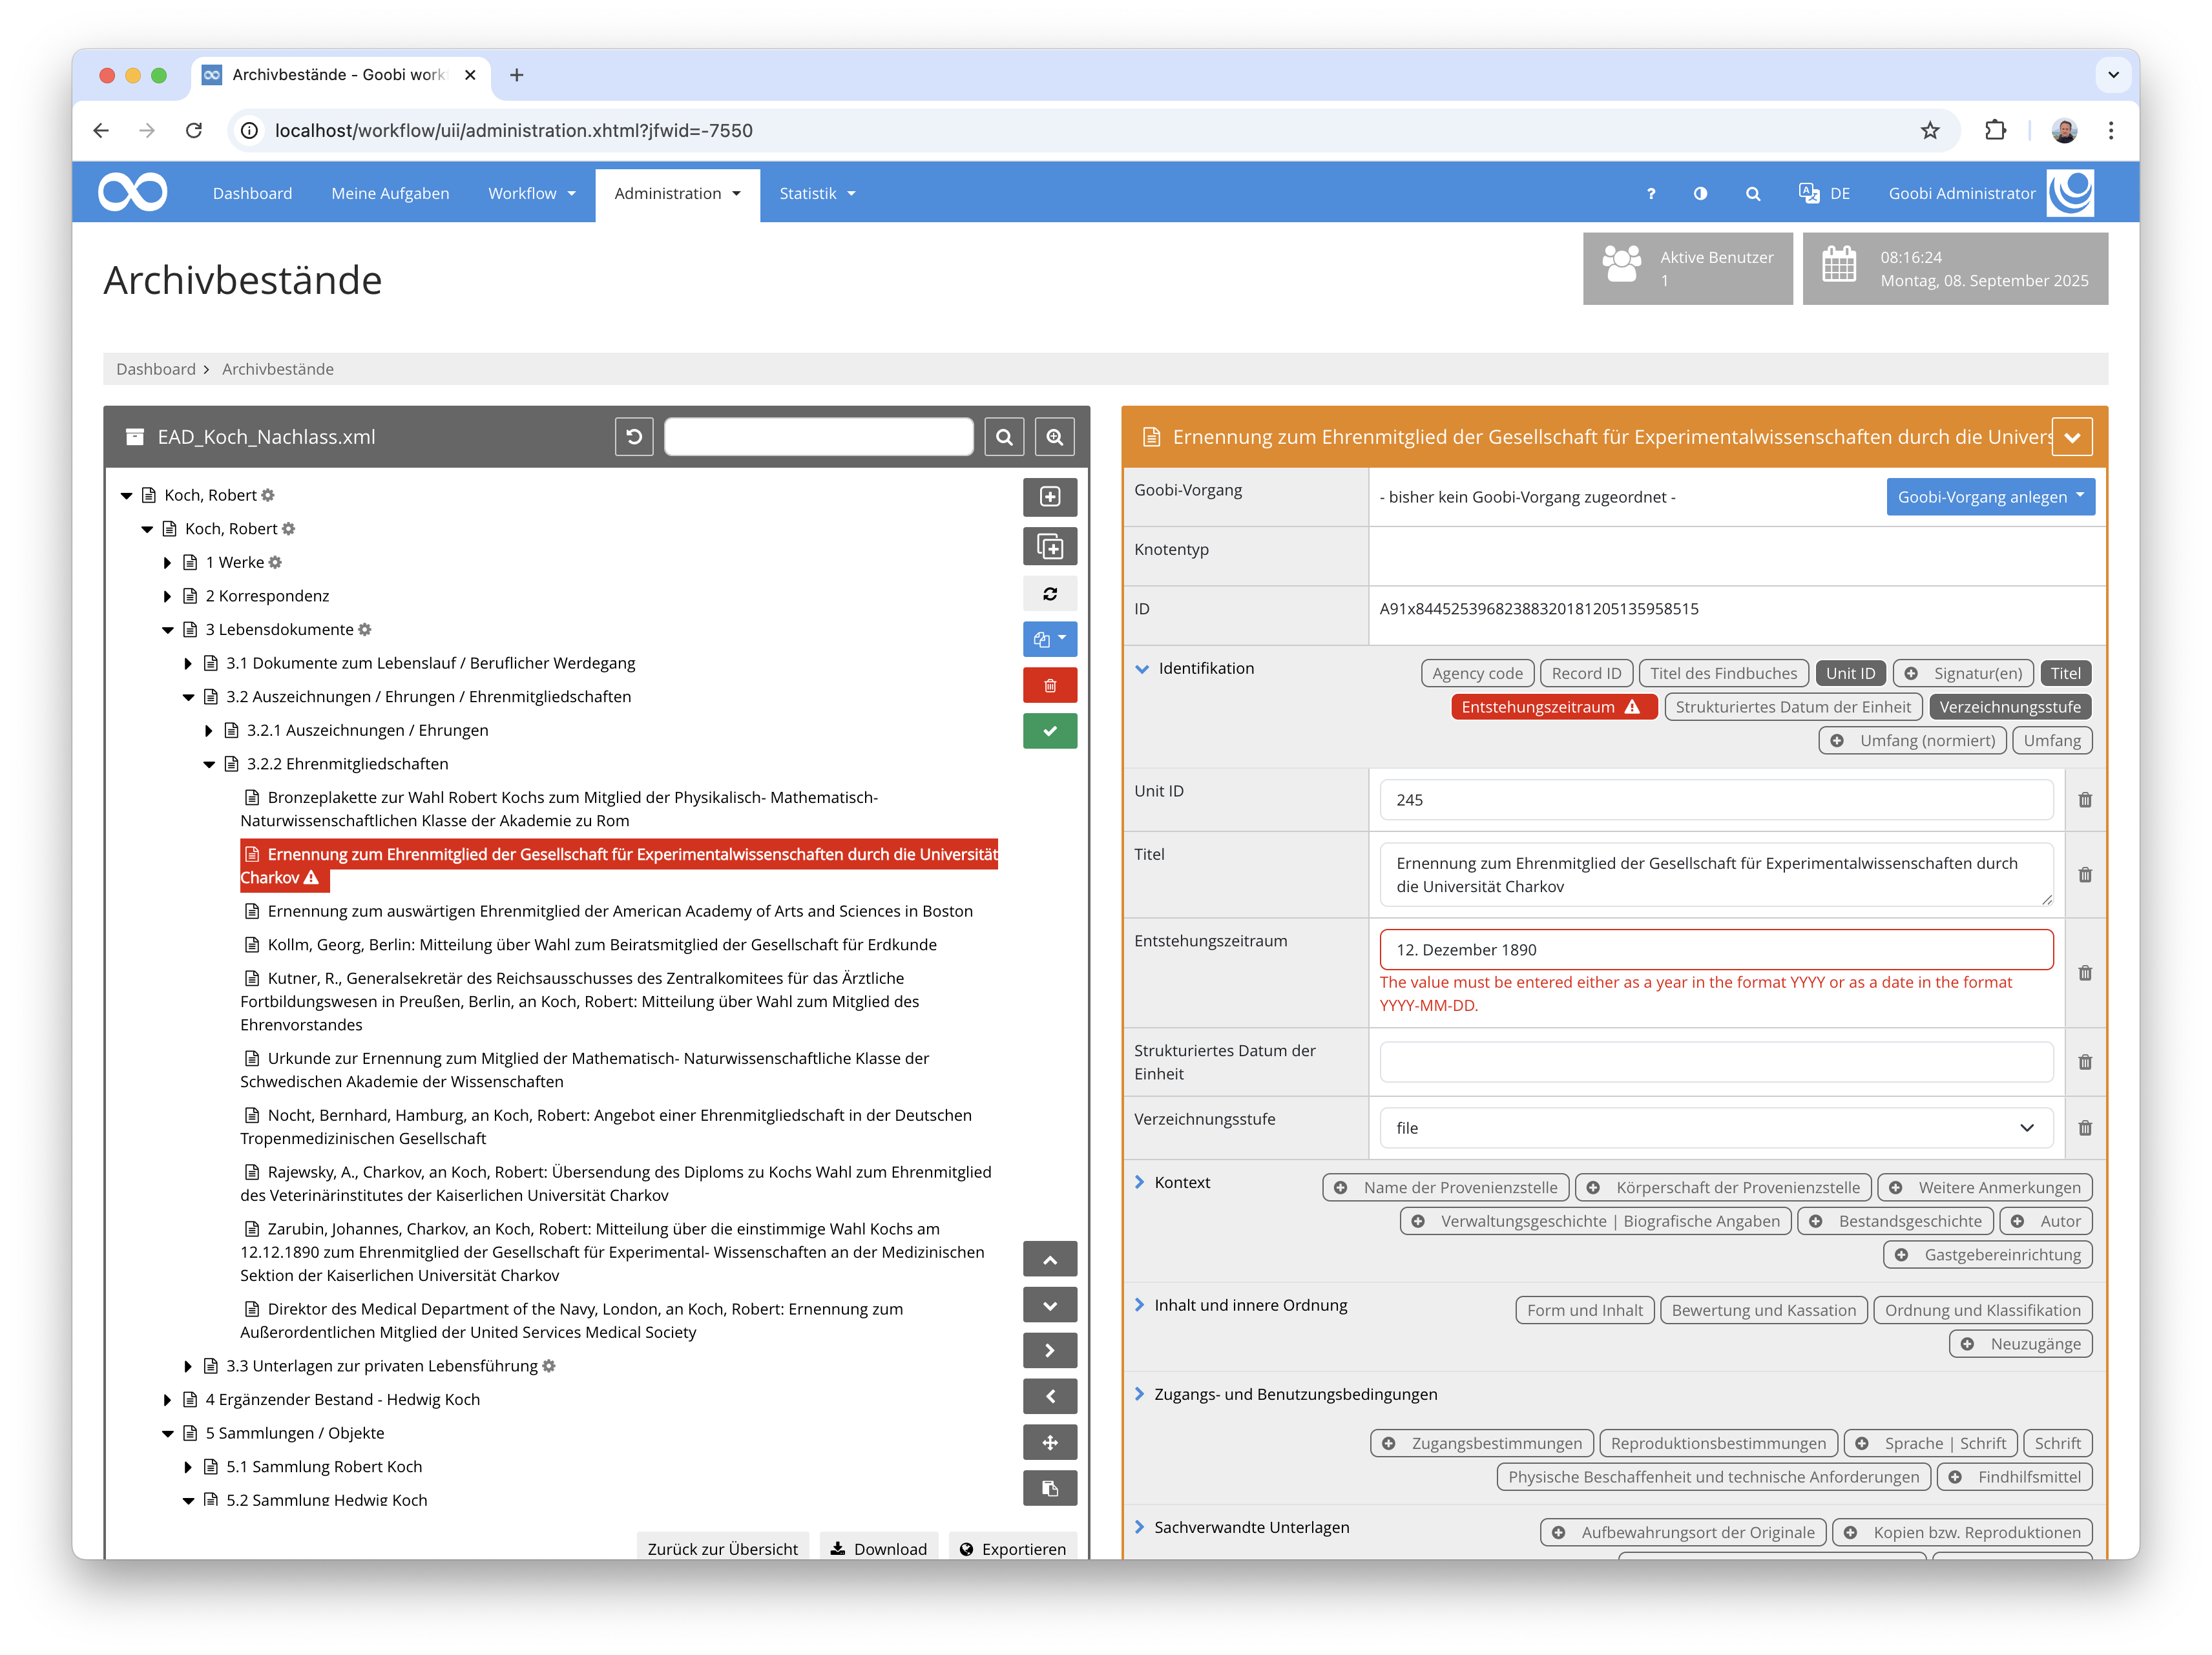 Archivbestände - Goobi work
localhost/workflow/uii/administration.xhtml?jfwid=-7550
Dashboard
Meine Aufgaben
Workflow
Administration
Statistik
?
DE
Goobi Administrator
Archivbestände
Aktive Benutzer
1
08:16:24
Montag, 08. September 2025
Dashboard
Archivbestände
EAD_Koch_Nachlass.xml
Koch, Robert
Koch, Robert
1 Werke
2 Korrespondenz
3 Lebensdokumente
3.1 Dokumente zum Lebenslauf / Beruflicher Werdegang
3.2 Auszeichnungen / Ehrungen / Ehrenmitgliedschaften
3.2.1 Auszeichnungen / Ehrungen
3.2.2 Ehrenmitgliedschaften
Bronzeplakette zur Wahl Robert Kochs zum Mitglied der Physikalisch- Mathematisch-
Naturwissenschaftlichen Klasse der Akademie zu Rom
Ernennung zum Ehrenmitglied der Gesellschaft für Experimentalwissenschaften durch die Universität
Charkov
Ernennung zum auswärtigen Ehrenmitglied der American Academy of Arts and Sciences in Boston
Kollm, Georg, Berlin: Mitteilung über Wahl zum Beiratsmitglied der Gesellschaft für Erdkunde
Kutner, R., Generalsekretär des Reichsausschusses des Zentralkomitees für das Ärztliche
Fortbildungswesen in Preußen, Berlin, an Koch, Robert: Mitteilung über Wahl zum Mitglied des
Ehrenvorstandes
Urkunde zur Ernennung zum Mitglied der Mathematisch- Naturwissenschaftliche Klasse der
Schwedischen Akademie der Wissenschaften
Nocht, Bernhard, Hamburg, an Koch, Robert: Angebot einer Ehrenmitgliedschaft in der Deutschen
Tropenmedizinischen Gesellschaft
Rajewsky, A., Charkov, an Koch, Robert: Übersendung des Diploms zu Kochs Wahl zum Ehrenmitglied
des Veterinärinstitutes der Kaiserlichen Universität Charkov
Zarubin, Johannes, Charkov, an Koch, Robert: Mitteilung über die einstimmige Wahl Kochs am
12.12.1890 zum Ehrenmitglied der Gesellschaft für Experimental- Wissenschaften an der Medizinischen
Sektion der Kaiserlichen Universität Charkov
Direktor des Medical Department of the Navy, London, an Koch, Robert: Ernennung zum
Außerordentlichen Mitglied der United Services Medical Society
3.3 Unterlagen zur privaten Lebensführung
4 Ergänzender Bestand - Hedwig Koch
5 Sammlungen / Objekte
5.1 Sammlung Robert Koch
5.2 Sammlung Hedwig Koch
Zurück zur Übersicht
Download
Exportieren
Ernennung zum Ehrenmitglied der Gesellschaft für Experimentalwissenschaften durch die Univers
Goobi-Vorgang
- bisher kein Goobi-Vorgang zugeordnet -
Goobi-Vorgang anlegen
Knotentyp
ID
A91x84452539682388320181205135958515
Identifikation
Agency code
Record ID
Titel des Findbuches
Unit ID
Signatur(en)
Titel
Entstehungszeitraum
Strukturiertes Datum der Einheit
Verzeichnungsstufe
Umfang (normiert)
Umfang
Unit ID
245
Titel
Ernennung zum Ehrenmitglied der Gesellschaft für Experimentalwissenschaften durch
die Universität Charkov
Entstehungszeitraum
12. Dezember 1890
The value must be entered either as a year in the format YYYY or as a date in the format
YYYY-MM-DD.
Strukturiertes Datum der
Einheit
Verzeichnungsstufe
file
Kontext
Name der Provenienzstelle
Körperschaft der Provenienzstelle
Weitere Anmerkungen
Verwaltungsgeschichte | Biografische Angaben
Bestandsgeschichte
Autor
Gastgebereinrichtung
Inhalt und innere Ordnung
Form und Inhalt
Bewertung und Kassation
Ordnung und Klassifikation
Neuzugänge
Zugangs- und Benutzungsbedingungen
Zugangsbestimmungen
Reproduktionsbestimmungen
Sprache | Schrift
Schrift
Physische Beschaffenheit und technische Anforderungen
Findhilfsmittel
Sachverwandte Unterlagen
Aufbewahrungsort der Originale
Kopien bzw. Reproduktionen